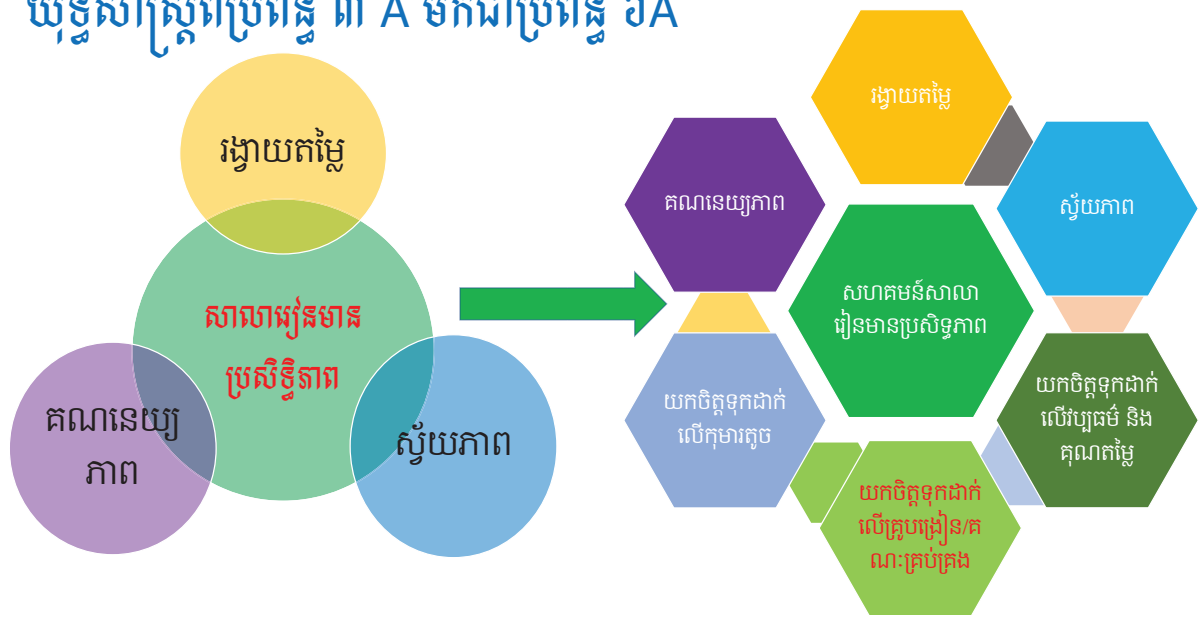 យុទ្ធសាស្ត្រពីប្រព័ន្ធ ៣ A មកជាប្រព័ន្ធ ៦A
រង្វាយតម្លៃ
សាលារៀនមាន
ប្រសិទ្ធិភាព
គណនេយ្យ
ភាព
ស្វ័យភាព
រង្វាយតម្លៃ
គណនេយ្យភាព
ស្វ័យភាព
សហគមន៍សាលា
រៀនមានប្រសិទ្ធភាព
យកចិត្តទុកដាក់
លើកុមារតូច
យកចិត្តទុកដាក់
លើវប្បធម៌ និង
គុណតម្លៃ
យកចិត្តទុកដាក់
លើគ្រូបង្រៀន/គ
ណៈគ្រប់គ្រង